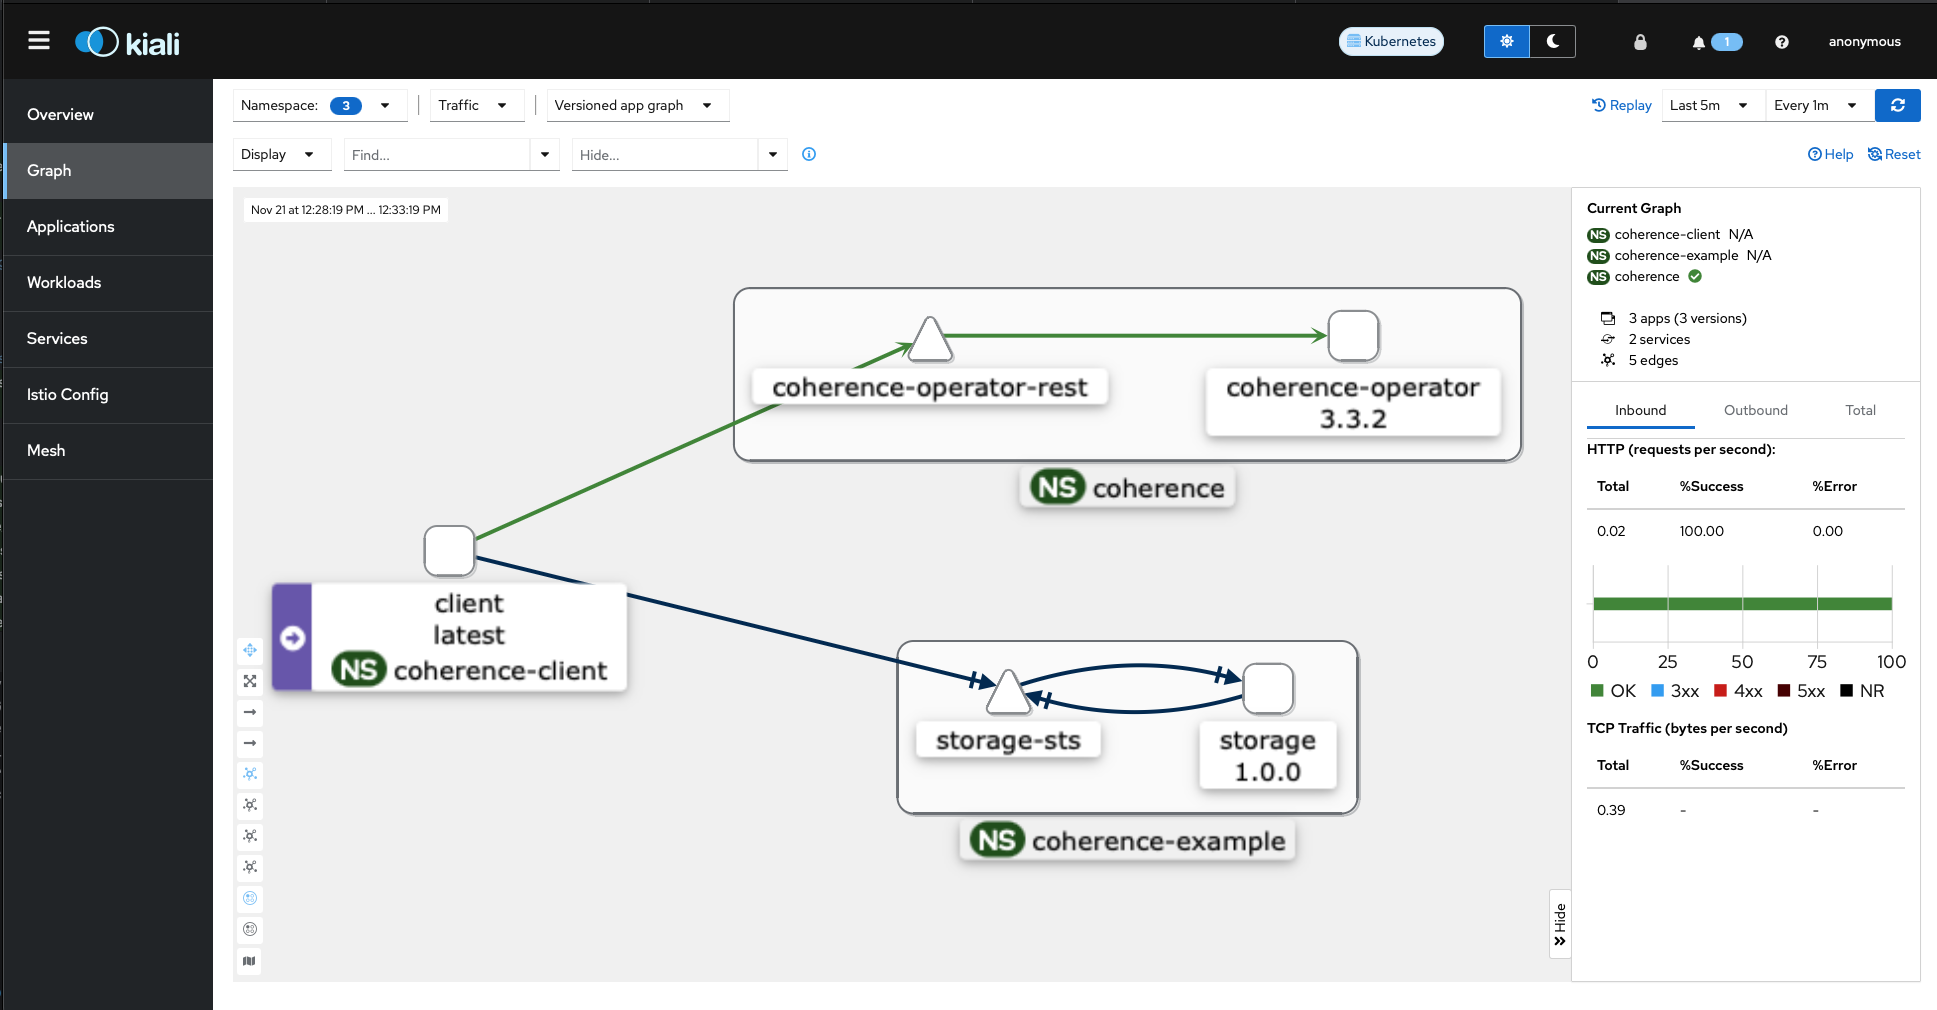 kiali
Kubernetes
1
anonymous
Overview
Graph
Applications
Workloads
Services
Istio Config
Mesh
Namespace: 3
Traffic
Versioned app graph
Replay
Last 5m
Every 1m
Display
Find...
Hide...
Help
Reset
Nov 21 at 12:28:19 PM ... 12:33:19 PM
coherence-operator-rest
coherence-operator
3.3.2
NS coherence
client
latest
NS coherence-client
storage-sts
storage
1.0.0
NS coherence-example
Hide
Current Graph
NS coherence-client N/A
NS coherence-example N/A
NS coherence
3 apps (3 versions)
2 services
5 edges
Inbound
Outbound
Total
HTTP (requests per second):
Total %Success %Error
0.02 100.00 0.00
0 25 50 75 100
OK 3xx 4xx 5xx NR
TCP Traffic (bytes per second)
Total %Success %Error
0.39 - -